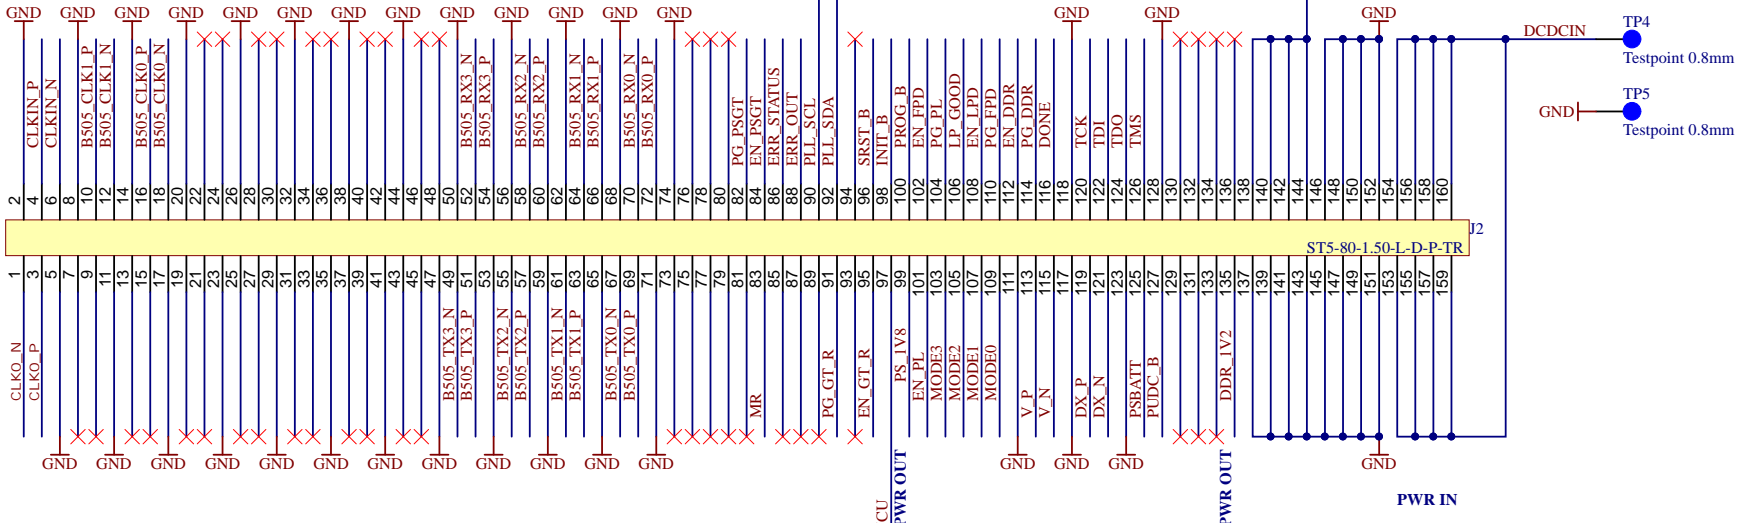 GND GND GND GND GND GND GND GND GND GND GND GND GND GND GND GND
DCDCIN
TP4
Testpoint 0.8mm
TP5
GND
Testpoint 0.8mm
CLKIN_P
CLKIN_N
B505_CLK1_P
B505_CLK1_N
B505_CLK0_P
B505_CLK0_N
B505_RX3_N
B505_RX3_P
B505_RX2_N
B505_RX2_P
B505_RX1_N
B505_RX1_P
B505_RX0_N
B505_RX0_P
PG_PSGT
EN_PSGT
ERR_STATUS
ERR_OUT
PLL_SCL
PLL_SDA
SRST_B
INIT_B
PROG_B
EN_FPD
PG_PL
LP_GOOD
EN_LPD
PG_FPD
EN_DDR
PG_DDR
DONE
TCK
TDI
TDO
TMS
2 4 6 8 10 12 14 16 18 20 22 24 26 28 30 32 34 36 38 40 42 44 46 48 50 52 54 56 58 60 62 64 66 68 70 72 74 76 78 80 82 84 86 88 90 92 94 96 98 100 102 104 106 108 110 112 114 116 118 120 122 124 126 128 130 132 134 136 138 140 142 144 146 148 150 152 154 156 158 160
J2
ST5-80-1.50-L-D-P-TR
1 3 5 7 9 11 13 15 17 19 21 23 25 27 29 31 33 35 37 39 41 43 45 47 49 51 53 55 57 59 61 63 65 67 69 71 73 75 77 79 81 83 85 87 89 91 93 95 97 99 101 103 105 107 109 111 113 115 117 119 121 123 125 127 129 131 133 135 137 139 141 143 145 147 149 151 153 155 157 159
CLKO_N
CLKO_P
B505_TX3_N
B505_TX3_P
B505_TX2_N
B505_TX2_P
B505_TX1_N
B505_TX1_P
B505_TX0_N
B505_TX0_P
MR
PG_GT_R
EN_GT_R
PS_1V8
EN_PL
MODE3
MODE2
MODE1
MODE0
V_P
V_N
DX_P
DX_N
PSBATT
PUDC_B
DDR_1V2
GND GND GND GND GND GND GND GND GND GND GND GND GND GND GND GND
CU
PWR OUT
PWR OUT
PWR IN